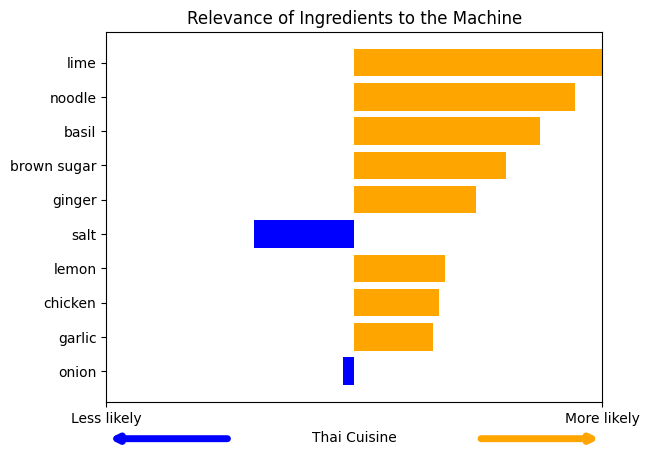 Relevance of Ingredients to the Machine
lime
noodle
basil
brown sugar
ginger
salt
lemon
chicken
garlic
onion
Less likely
More likely
Thai Cuisine